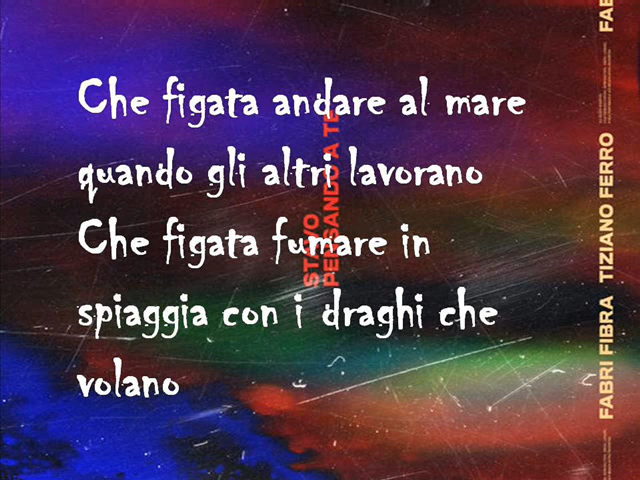 Che figata andare al mare
quando gli altri lavorano
Che figata fumare in
spiaggia con i draghi che
volano
STAVO
PENSANDO A TE
FABRI FIBRA TIZIANO FERRO
FAB